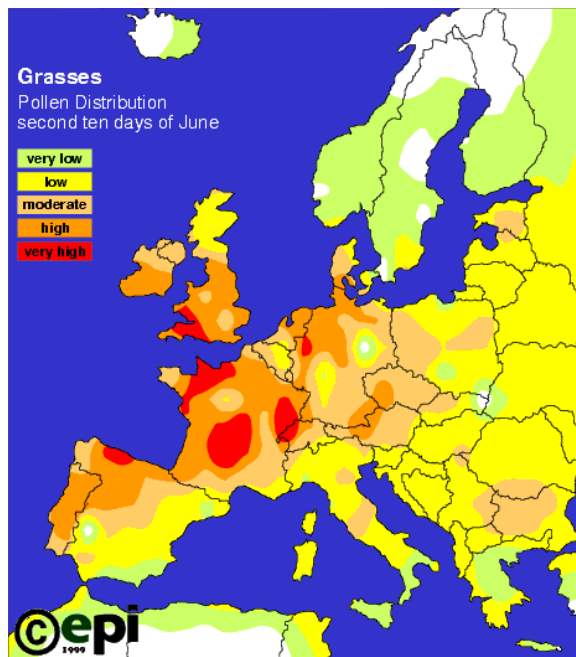 Grasses
Pollen Distribution
second ten days of June
very low
low
moderate
high
very high
©epi
1999